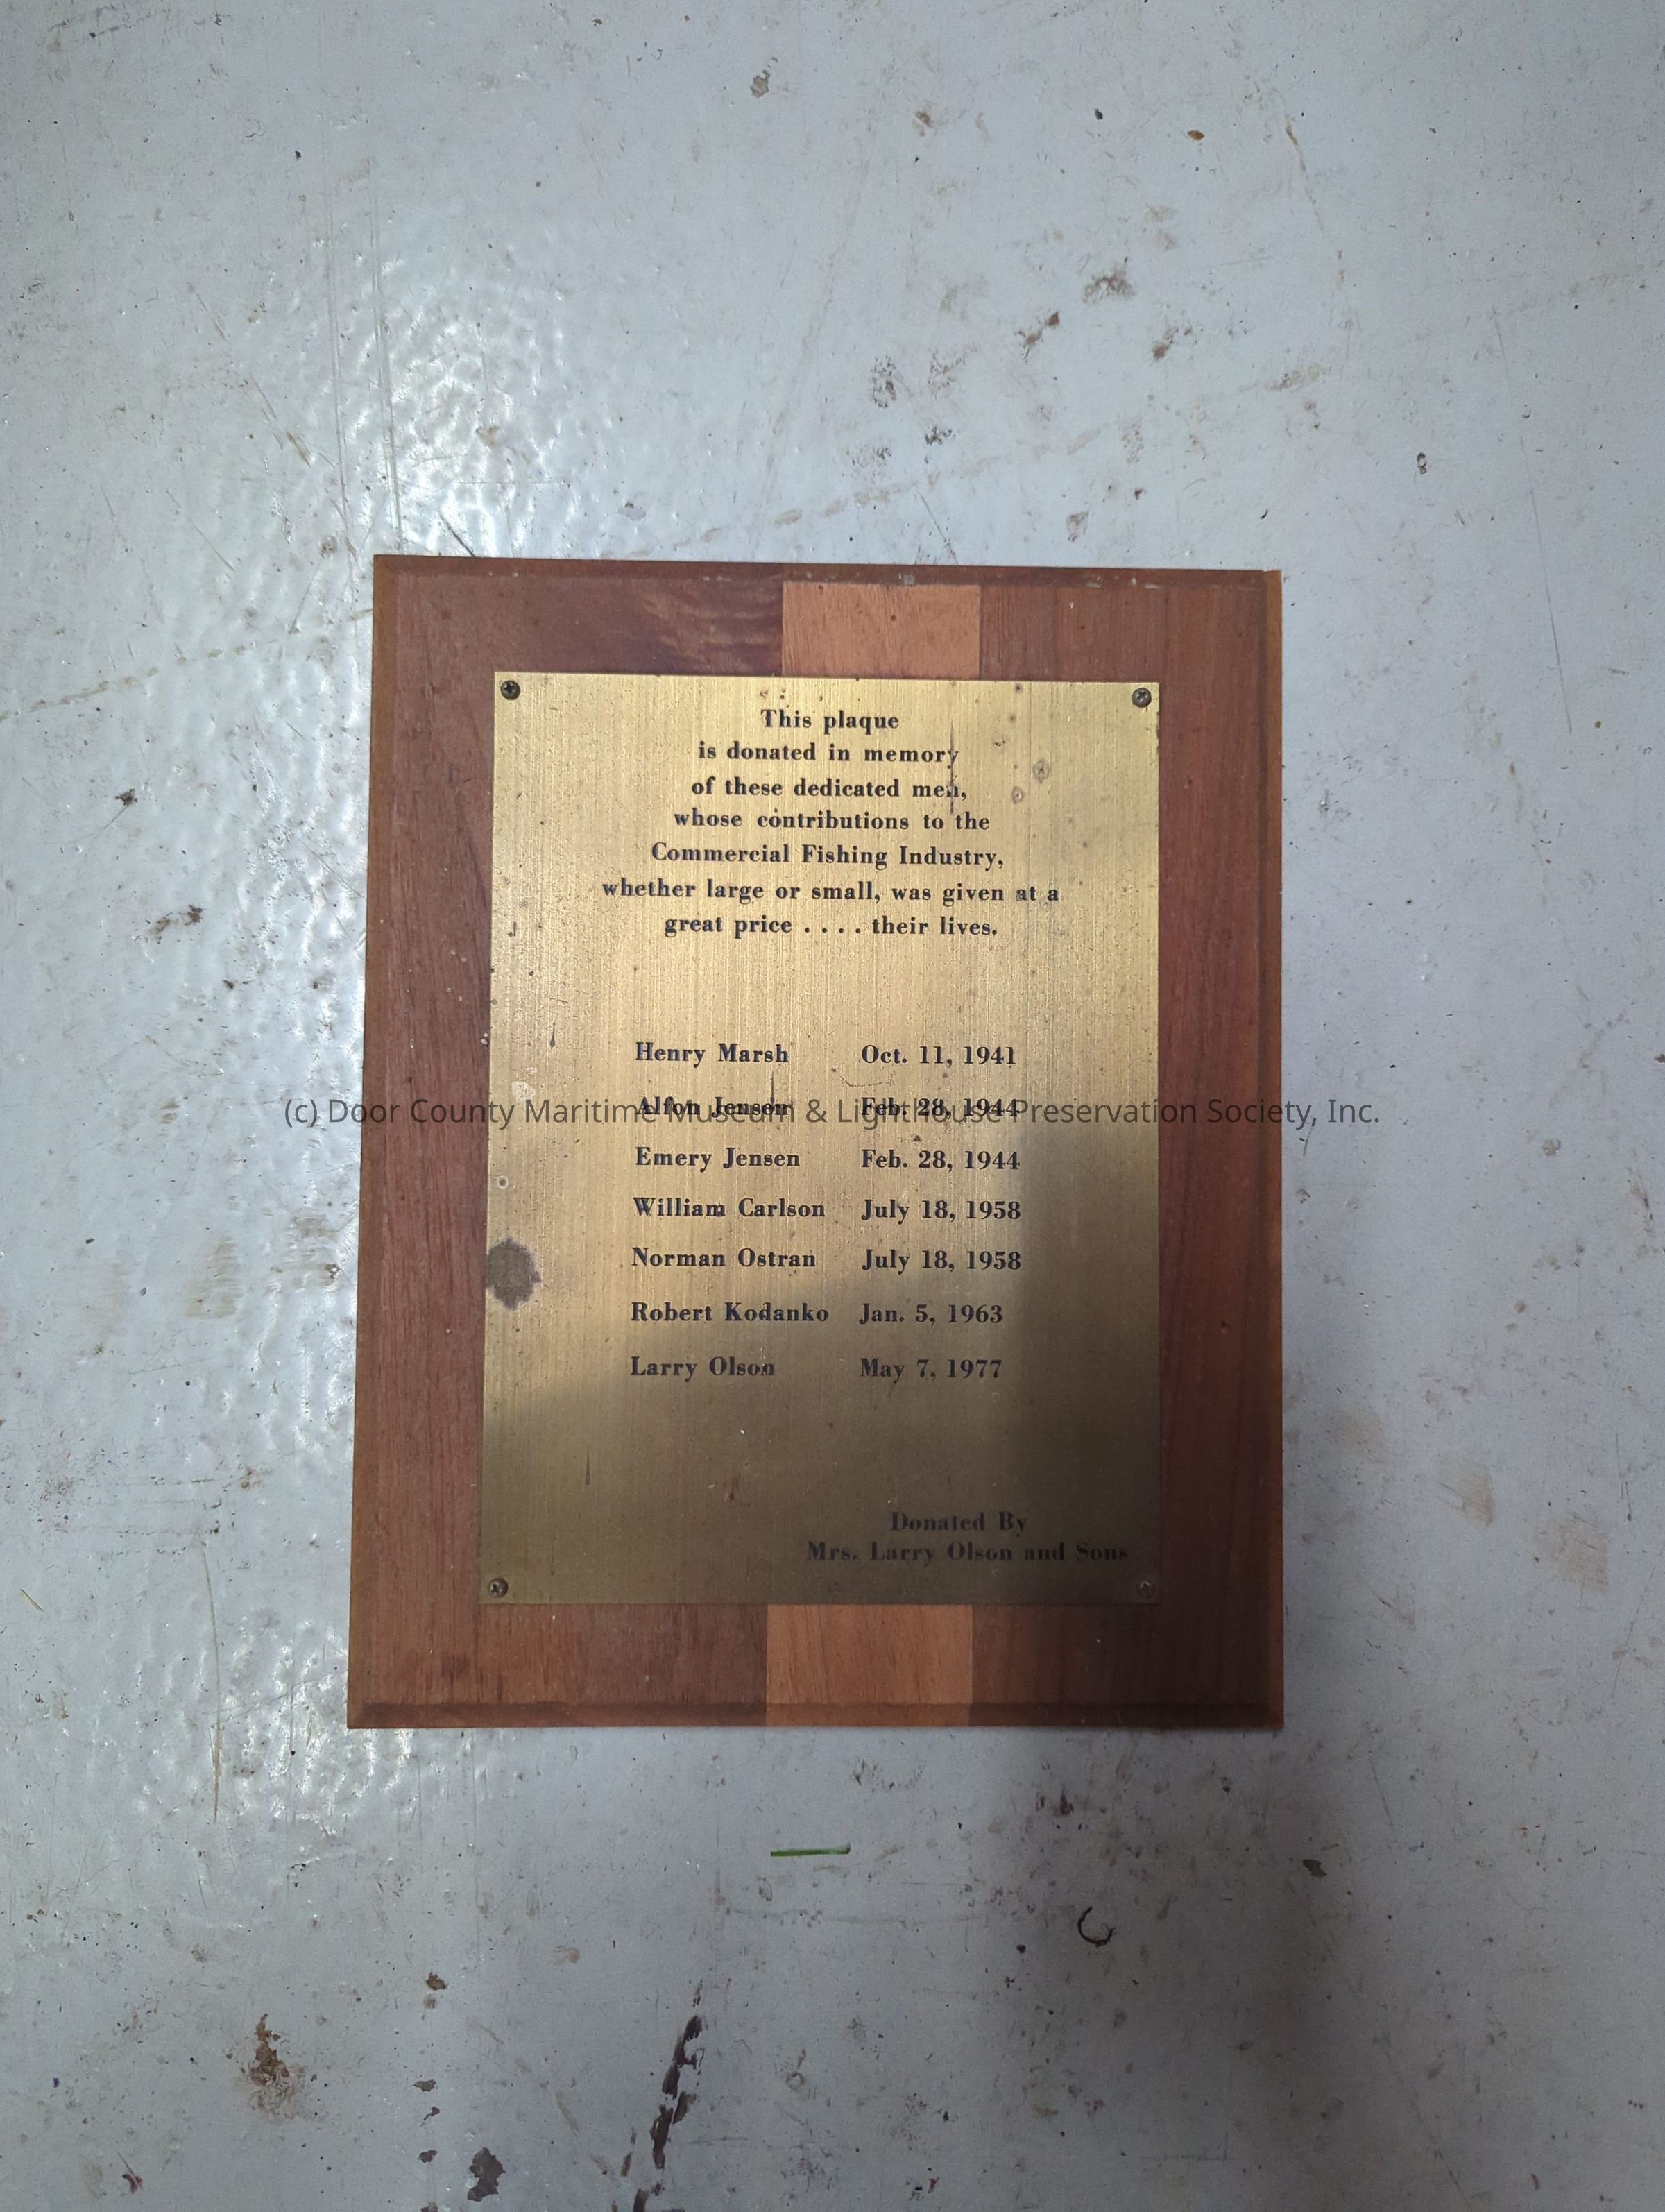 This plaque
is donated in memory
of these dedicated men,
whose contributions to the
Commercial Fishing Industry,
whether large or small, was given at a
great price . . . . their lives.
Henry Marsh Oct. 11, 1941
Alfon Jensen Feb. 28, 1944
(c) Door County Maritime Museum & Lighthouse Preservation Society, Inc.
Emery Jensen Feb. 28, 1944
William Carlson July 18, 1958
Norman Ostran July 18, 1958
Robert Kodanko Jan. 5, 1963
Larry Olson May 7, 1977
Donated By
Mrs. Larry Olson and Sons